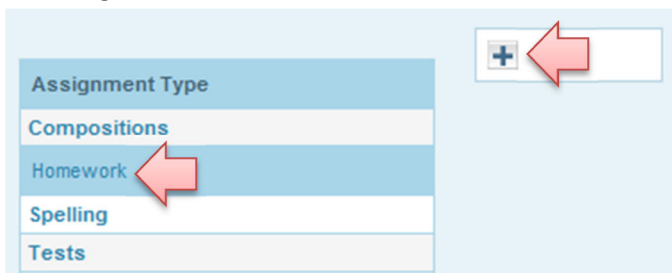 Assignment Type
Compositions
Homework
Spelling
Tests